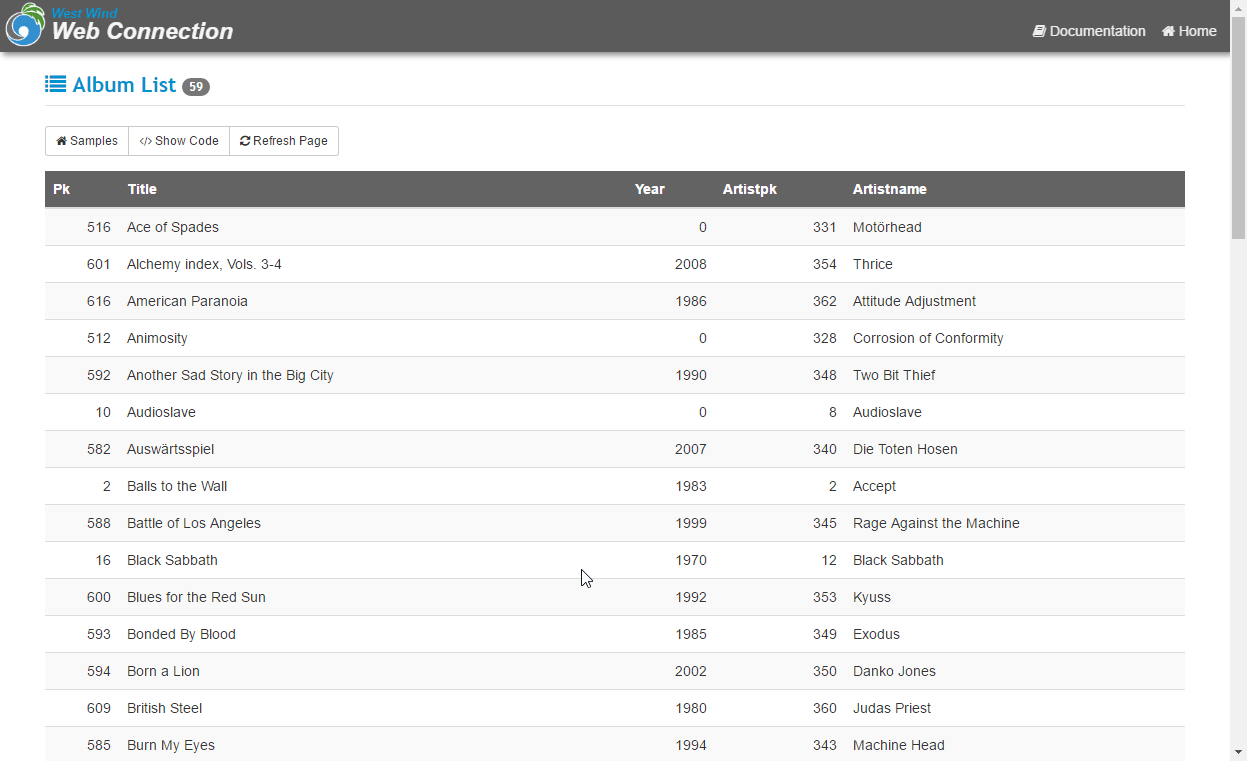 West Wind
Web Connection
Documentation Home
Album List 59
Samples Show Code Refresh Page
Pk Title Year Artistpk Artistname
516 Ace of Spades 0 331 Motörhead
601 Alchemy index, Vols. 3-4 2008 354 Thrice
616 American Paranoia 1986 362 Attitude Adjustment
512 Animosity 0 328 Corrosion of Conformity
592 Another Sad Story in the Big City 1990 348 Two Bit Thief
10 Audioslave 0 8 Audioslave
582 Auswärtsspiel 2007 340 Die Toten Hosen
2 Balls to the Wall 1983 2 Accept
588 Battle of Los Angeles 1999 345 Rage Against the Machine
16 Black Sabbath 1970 12 Black Sabbath
600 Blues for the Red Sun 1992 353 Kyuss
593 Bonded By Blood 1985 349 Exodus
594 Born a Lion 2002 350 Danko Jones
609 British Steel 1980 360 Judas Priest
585 Burn My Eyes 1994 343 Machine Head